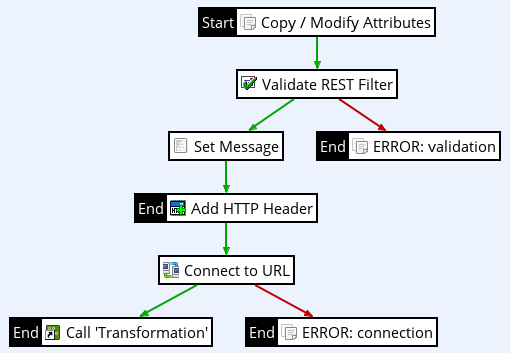 Start Copy / Modify Attributes
Validate REST Filter
Set Message
End ERROR: validation
End Add HTTP Header
Connect to URL
End Call 'Transformation'
End ERROR: connection